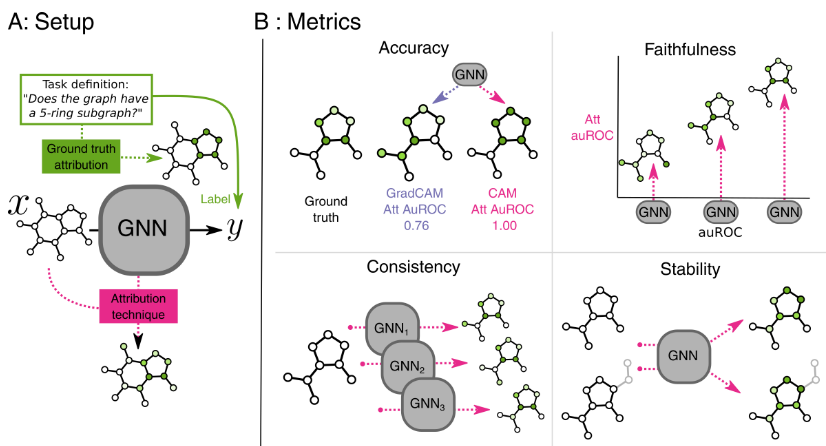 A: Setup
Task definition:
"Does the graph have
a 5-ring subgraph?"
Ground truth
attribution
Label
x
GNN
y
Attribution
technique
B : Metrics
Accuracy
GNN
Ground
truth
GradCAM
Att AuROC
0.76
CAM
Att AuROC
1.00
Faithfulness
Att
auROC
GNN
GNN
GNN
auROC
Consistency
GNN1
GNN2
GNN3
Stability
GNN